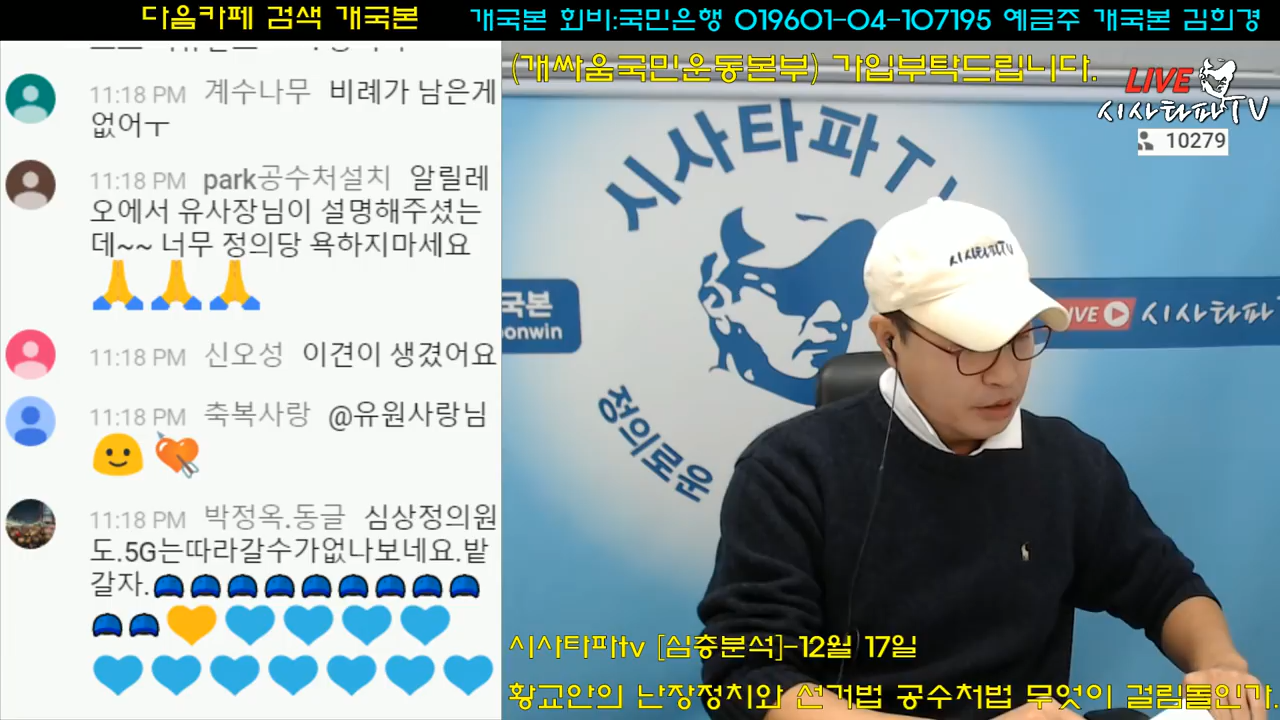 다음카페 검색 개국본
개국본 회비:국민은행 019601-04-107195 예금주 개국본 김희경
(개싸움국민운동본부) 가입부탁드립니다.
LIVE
시사타파TV
10279
11:18 PM 계수나무 비례가 남은게
없어ㅜ
11:18 PM park공수처설치 알릴레
오에서 유사장님이 설명해주셨는
데~~ 너무 정의당 욕하지마세요
🙏🙏🙏
11:18 PM 신오성 이견이 생겼어요
11:18 PM 축복사랑 @유원사랑님
🙂💘
11:18 PM 박정옥.동글 심상정의원
도.5G는따라갈수가없나보네요.밭
갈자.🧢🧢🧢🧢🧢🧢🧢🧢🧢
🧢🧢💛💙💙💙💙
💙💙💙💙💙💙💙
시사타파T
정의로운
국본
onwin
시사타파TV
IVE 시사타파
시사타파tv [심층분석]-12월 17일
황교안의 난장정치와 선거법 공수처법 무엇이 걸림돌인가.